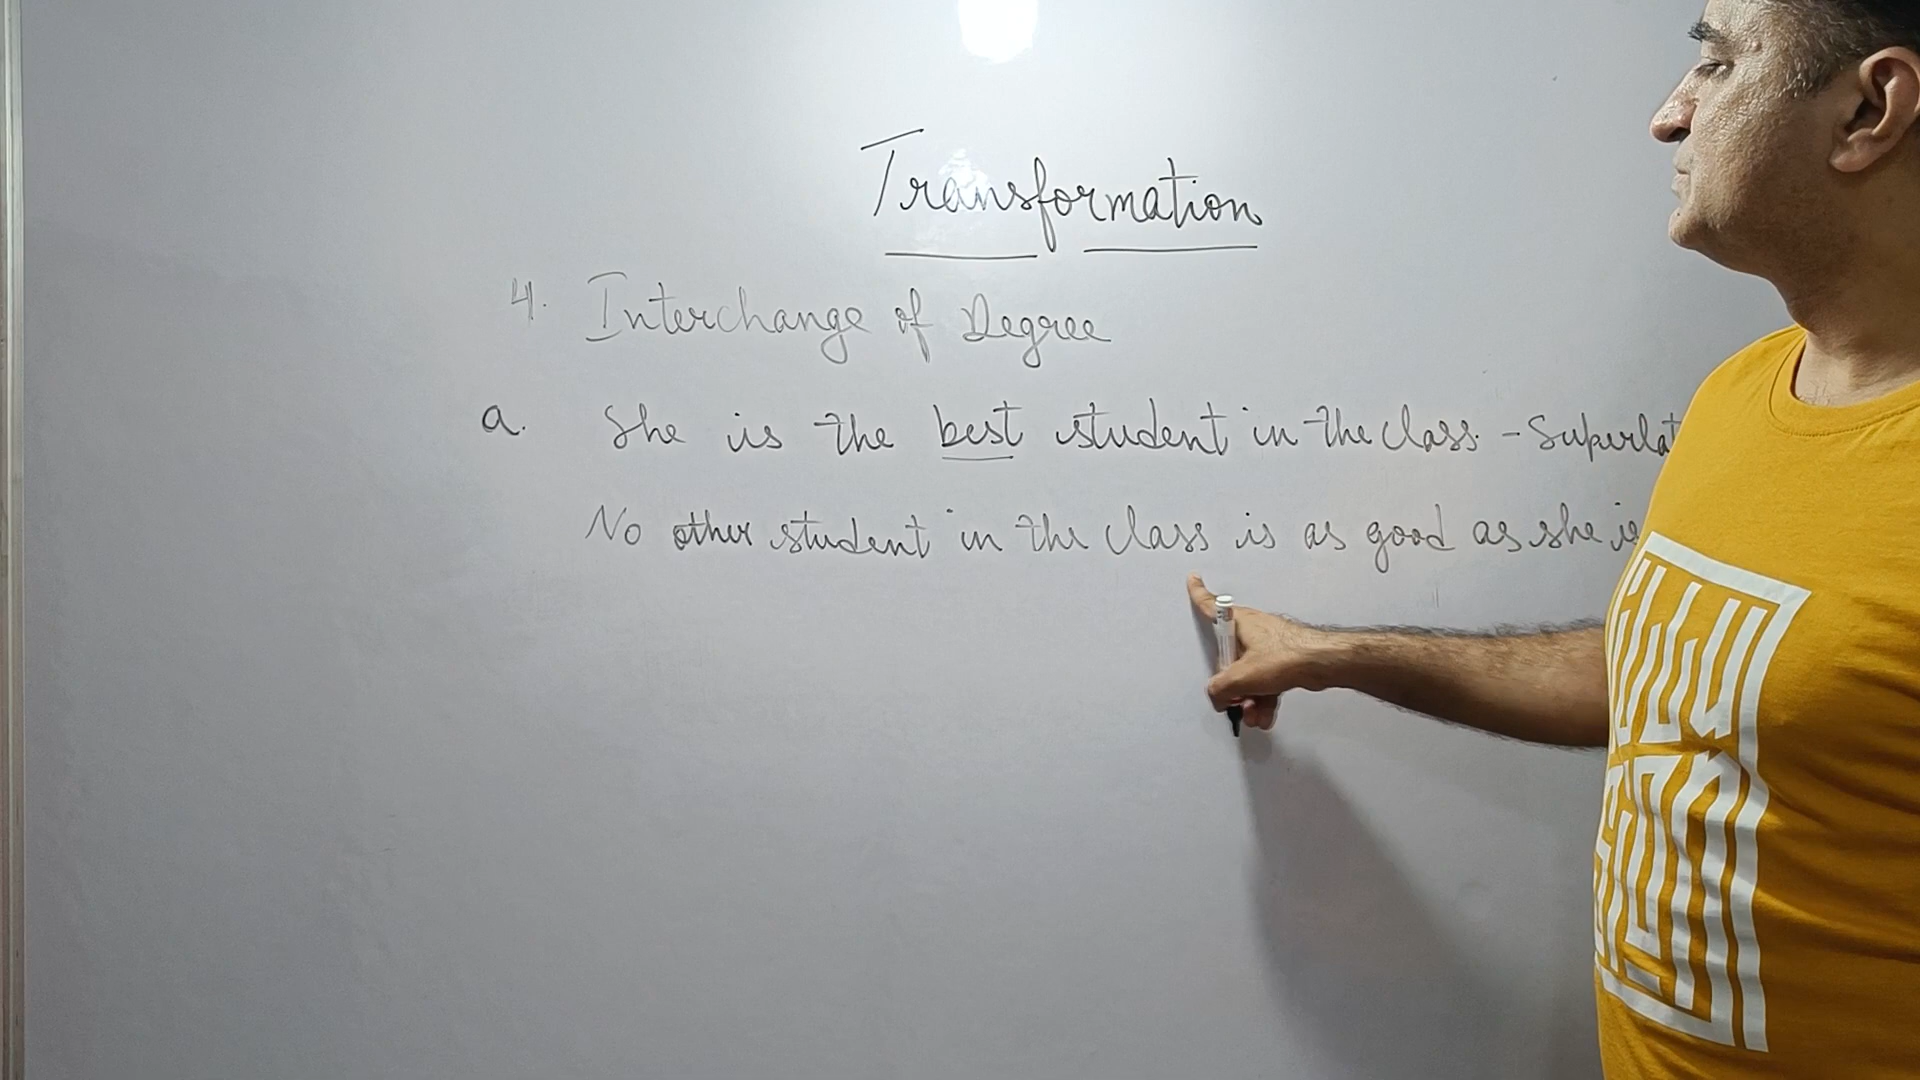 Transformation
4. Interchange of Degree
a. She is the best student in the class. - Superlat
No other student in the class is as good as she is